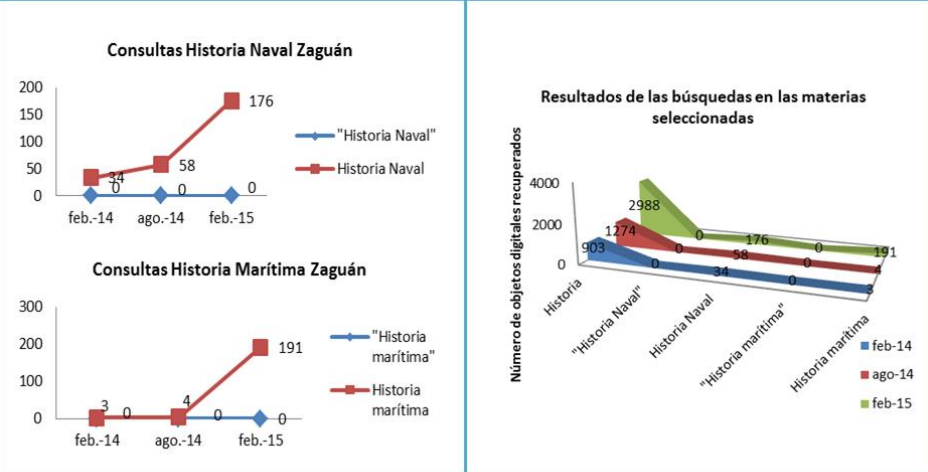 Consultas Historia Naval Zaguán
200
150
100
50
0
34
58
176
0
0
0
feb.-14
ago.-14
feb.-15
"Historia Naval"
Historia Naval
Consultas Historia Marítima Zaguán
300
200
100
0
3
4
191
0
0
0
feb.-14
ago.-14
feb.-15
"Historia
marítima"
Historia
marítima
Resultados de las búsquedas en las materias
seleccionadas
Número de objetos digitales recuperados
4000
2000
0
2988
0
176
0
191
1274
0
58
0
4
903
0
34
0
3
Historia
"Historia Naval"
Historia Naval
"Historia marítima"
Historia marítima
feb-14
ago-14
feb-15